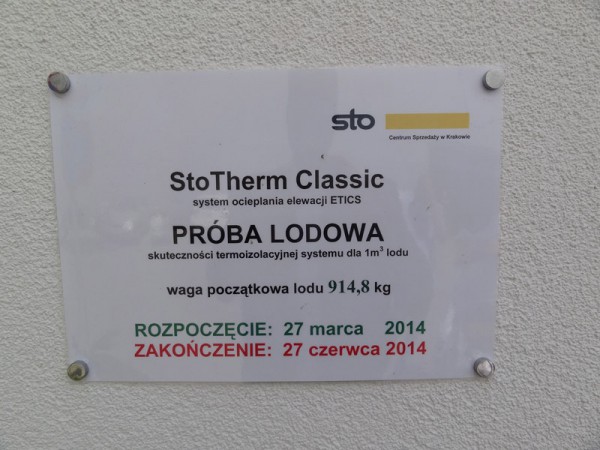 sto
Centrum Sprzedaży w Krakowie
StoTherm Classic
system ocieplania elewacji ETICS
PRÓBA LODOWA
skuteczności termoizolacyjnej systemu dla 1m³ lodu
waga początkowa lodu 914,8 kg
ROZPOCZĘCIE: 27 marca 2014
ZAKOŃCZENIE: 27 czerwca 2014